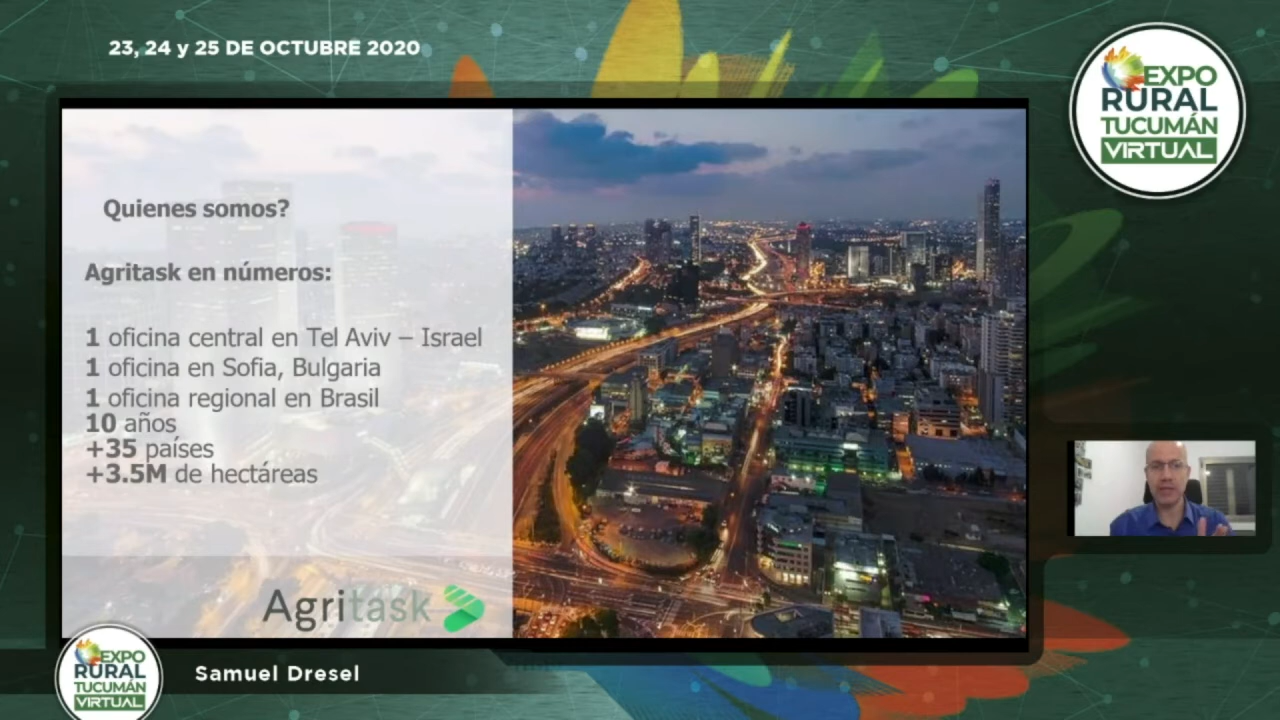 23, 24 y 25 DE OCTUBRE 2020
EXPO
RURAL
TUCUMÁN
VIRTUAL
Quienes somos?
Agritask en números:
1 oficina central en Tel Aviv – Israel
1 oficina en Sofia, Bulgaria
1 oficina regional en Brasil
10 años
+35 países
+3.5M de hectáreas
Agritask
EXPO
RURAL
TUCUMÁN
VIRTUAL
Samuel Dresel